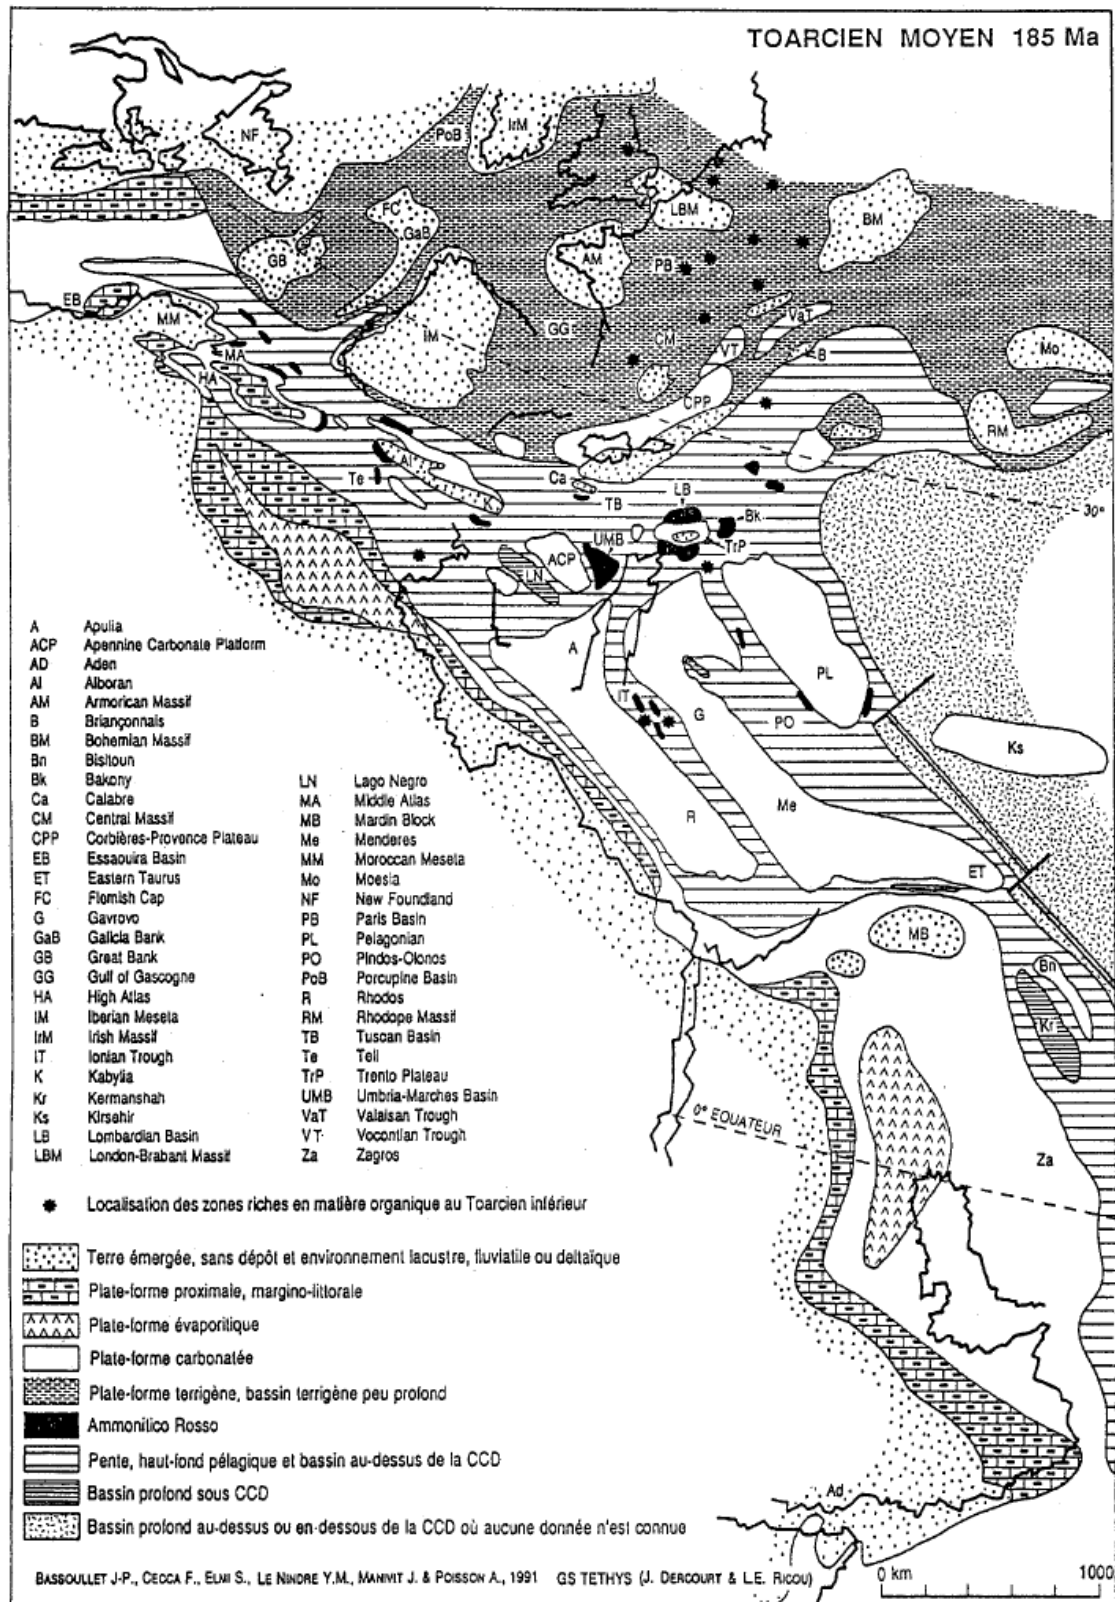 TOARCIEN MOYEN 185 Ma
NF
PoB
IrM
LBM
BM
FC
GaB
GB
AM
PB
EB
MM
GG
CM
VaT
IM
VT
B
Mo
MA
HA
CPP
RM
Al
Te
Ca
TB
LB
Bk
30°
UMB
TrP
ACP
LN
A
PL
R
IT
G
PO
Ks
Me
R
ET
MB
Bn
Kr
0° EQUATEUR
Za
Ad
A Apulia
ACP Apennine Carbonale Platform
AD Aden
Al Alboran
AM Armorican Massif
B Briançonnais
BM Bohemian Massif
Bn Bisitoun
Bk Bakony
Ca Calabre
CM Central Massif
CPP Corbières-Provence Plateau
EB Essaouira Basin
ET Eastern Taurus
FC Flemish Cap
G Gavrovo
GaB Galicia Bank
GB Great Bank
GG Gulf of Gascogne
HA High Atlas
IM Iberian Meseta
IrM Irish Massif
IT Ionian Trough
K Kabylia
Kr Kermanshah
Ks Kirsehir
LB Lombardian Basin
LBM London-Brabant Massif
LN Lago Negro
MA Middle Atlas
MB Mardin Block
Me Menderes
MM Moroccan Meseta
Mo Moesia
NF New Foundland
PB Paris Basin
PL Pelagonian
PO Pindos-Olonos
PoB Porcupine Basin
R Rhodos
RM Rhodope Massif
TB Tuscan Basin
Te Tell
TrP Trento Plateau
UMB Umbria-Marches Basin
VaT Valaisan Trough
VT Vocontian Trough
Za Zagros
Localisation des zones riches en matière organique au Toarcien inférieur
Terre émergée, sans dépôt et environnement lacustre, fluviatile ou deltaïque
Plate-forme proximale, margino-littorale
Plate-forme évaporitique
Plate-forme carbonatée
Plate-forme terrigène, bassin terrigène peu profond
Ammonitico Rosso
Pente, haut-fond pélagique et bassin au-dessus de la CCD
Bassin profond sous CCD
Bassin profond au-dessus ou en-dessous de la CCD où aucune donnée n'est connue
BASSOULLET J-P., CECCA F., ELMI S., LE NINDRE Y.M., MANIVIT J. & POISSON A., 1991 GS TETHYS (J. DERCOURT & L.E. RICOU)
0 km 1000